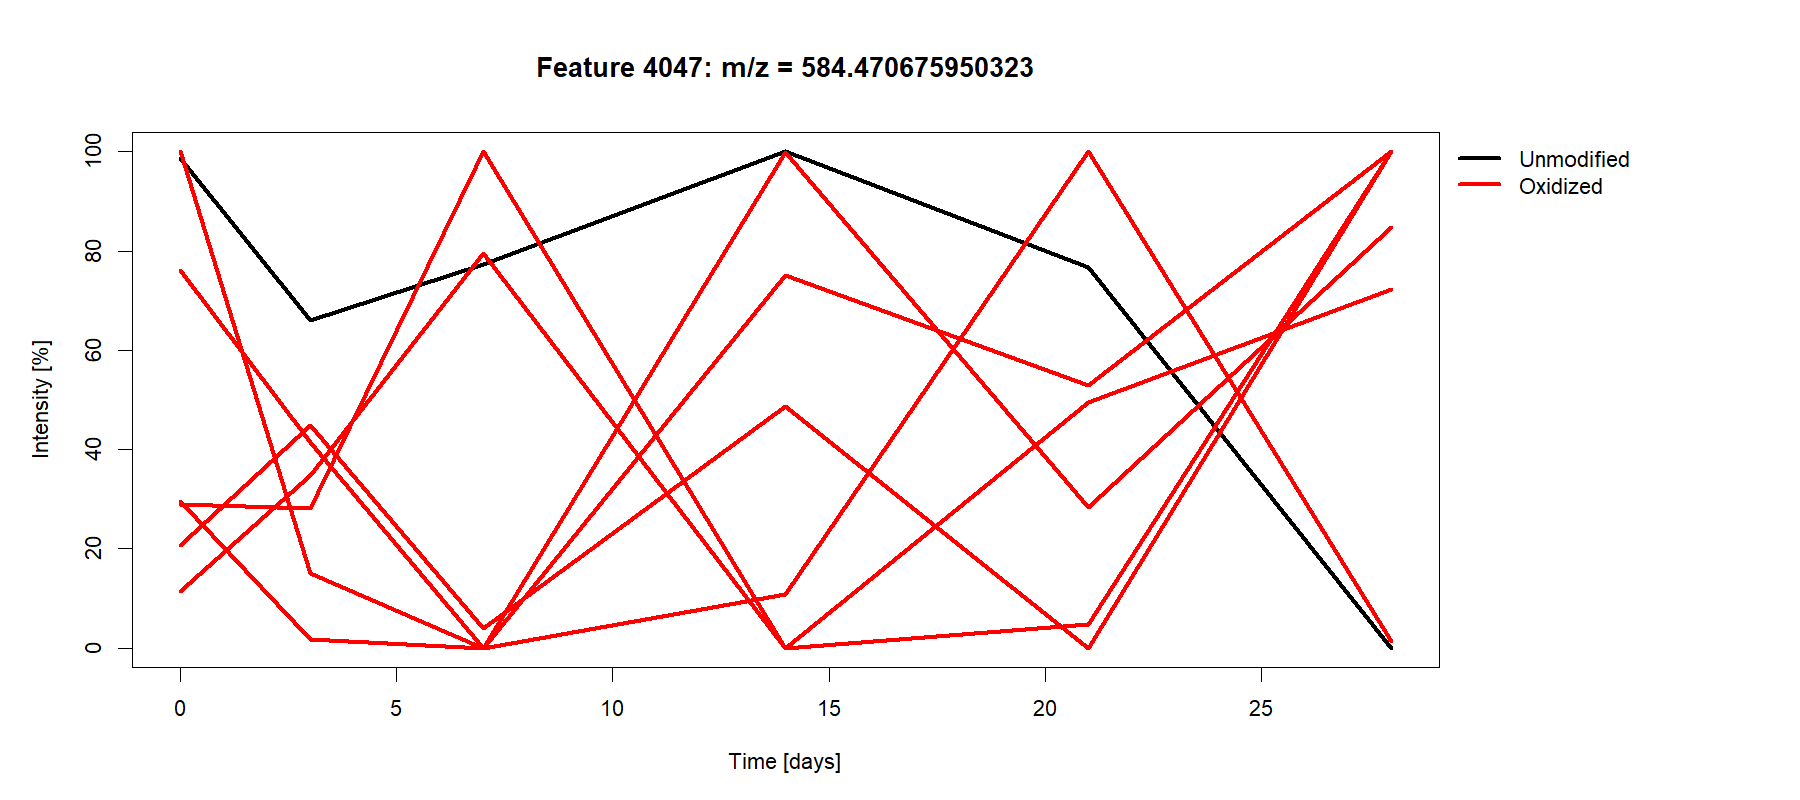 Feature 4047: m/z = 584.470675950323
Unmodified
Oxidized
Intensity [%]
100
80
60
40
20
0
0 5 10 15 20 25
Time [days]